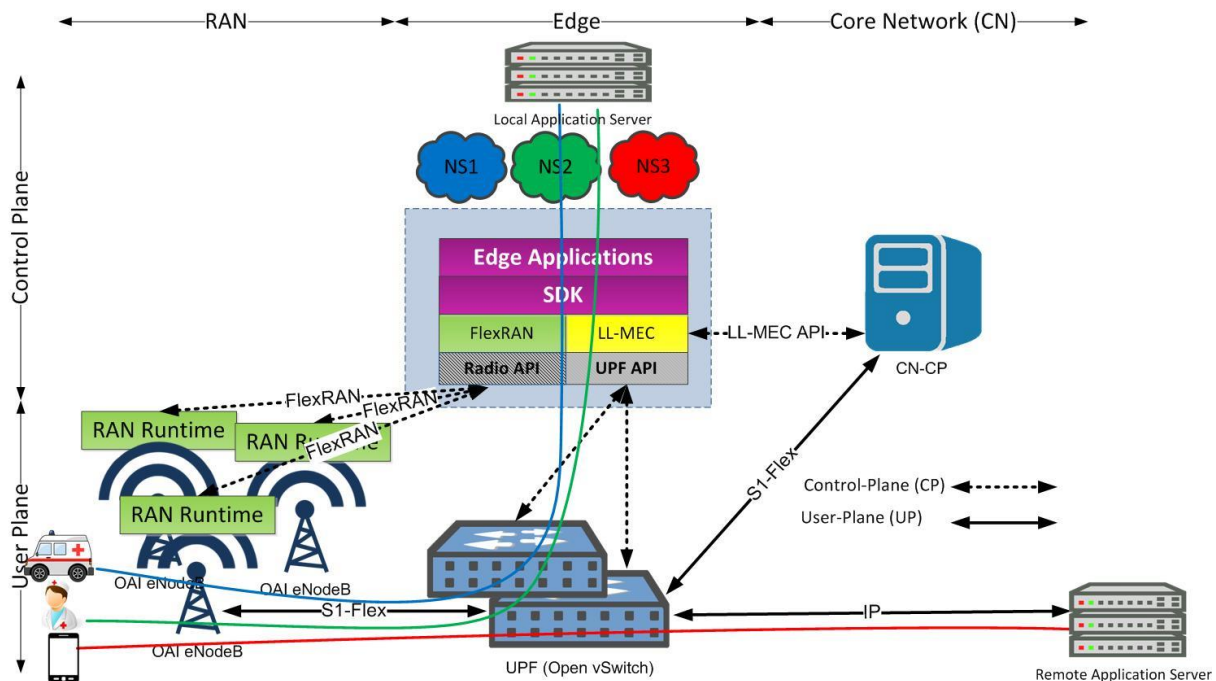 RAN
Edge
Core Network (CN)
Control Plane
User Plane
Local Application Server
NS1
NS2
NS3
Edge Applications
SDK
FlexRAN
LL-MEC
Radio API
UPF API
LL-MEC API
CN-CP
FlexRAN
FlexRAN
FlexRAN
RAN Runtime
RAN Runtime
RAN Runtime
S1-Flex
Control-Plane (CP)
User-Plane (UP)
OAI eNodeB
OAI eNodeB
OAI eNodeB
S1-Flex
IP
UPF (Open vSwitch)
Remote Application Server